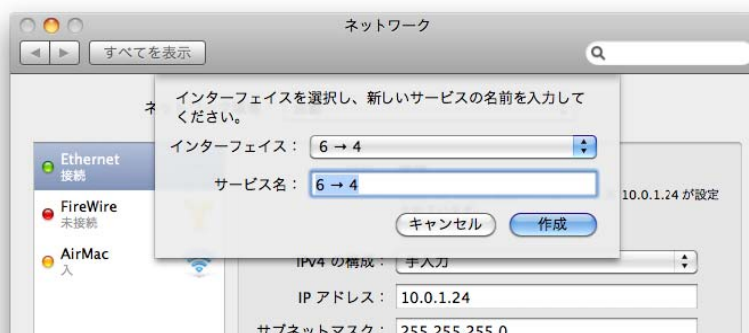 ネットワーク
すべてを表示
インターフェイスを選択し、新しいサービスの名前を入力して
ください。
インターフェイス： 6 → 4
サービス名： 6 → 4
キャンセル 作成
Ethernet
接続
FireWire
未接続
AirMac
入
10.0.1.24 が設定
IPv4 の構成： 手入力
IP アドレス： 10.0.1.24
サブネットマスク： 255.255.255.0